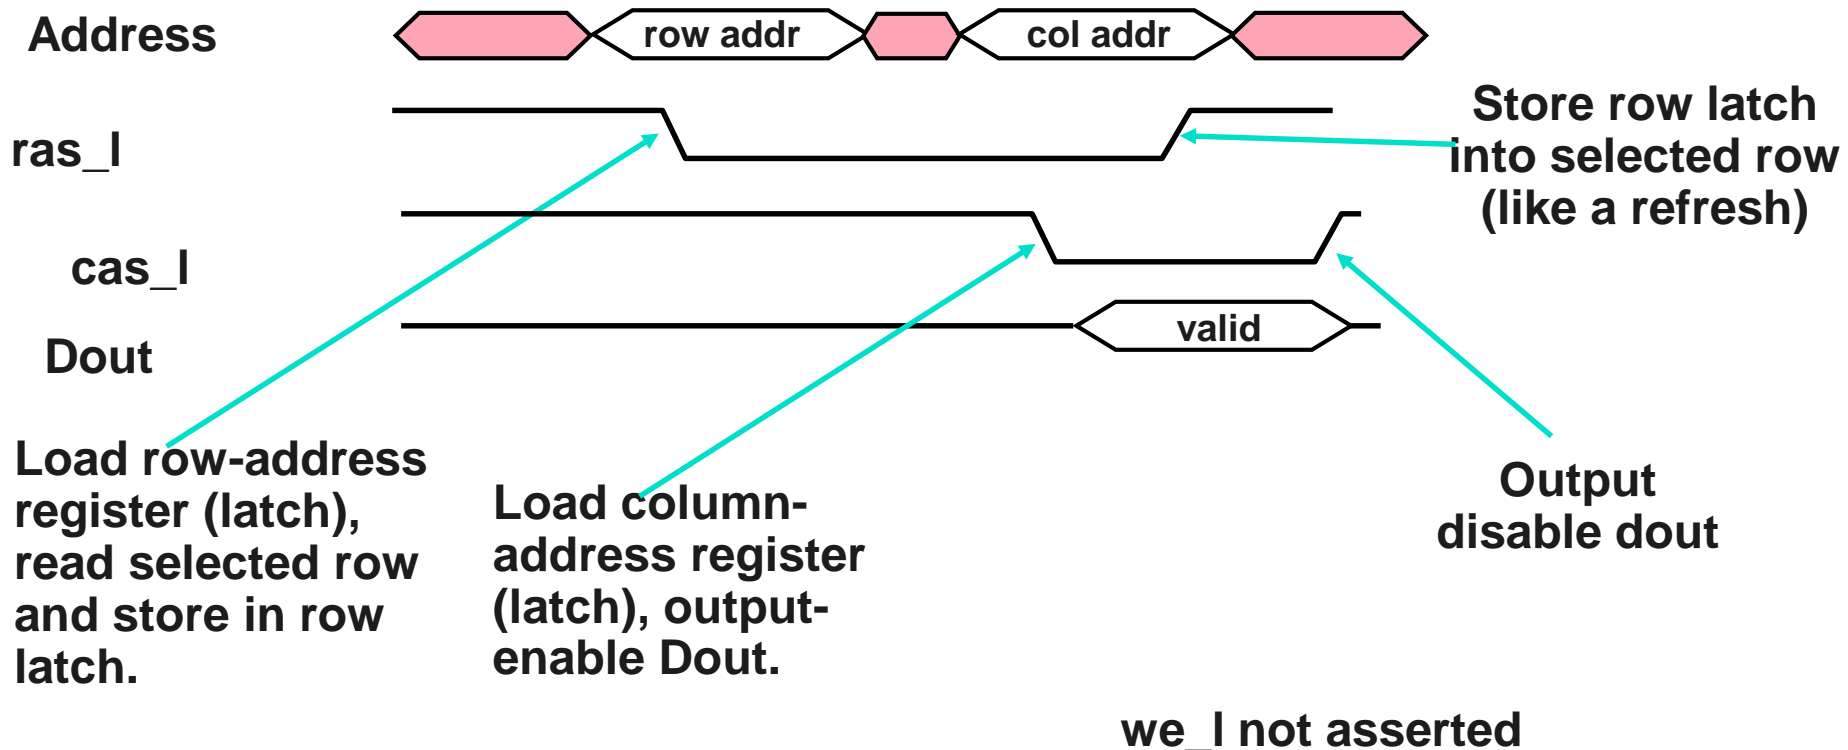 Address
row addr
col addr
ras_l
Store row latch
into selected row
(like a refresh)
cas_l
Dout
valid
Load row-address
register (latch),
read selected row
and store in row
latch.
Load column-
address register
(latch), output-
enable Dout.
Output
disable dout
we_l not asserted